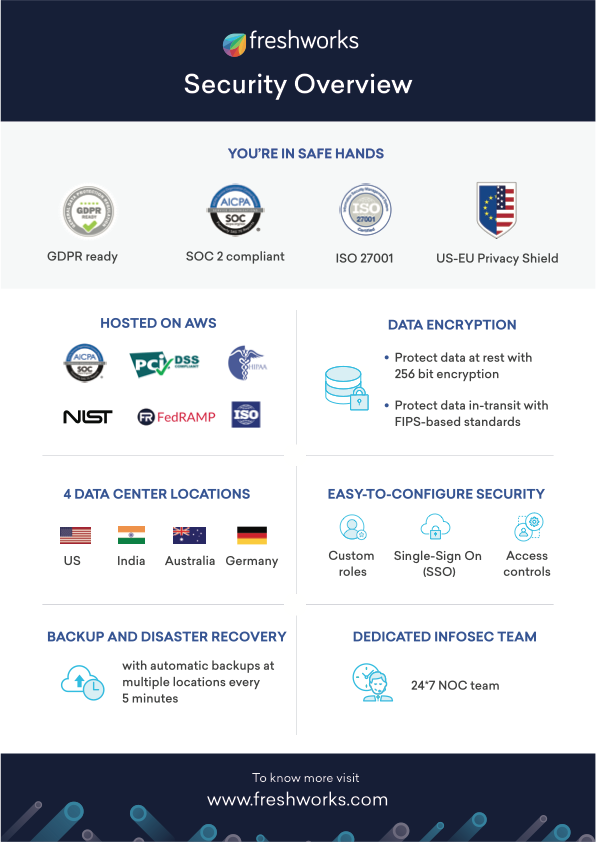 freshworks
Security Overview
YOU'RE IN SAFE HANDS
GDPR
READY
AICPA
SOC
ISO
27001
Certified
GDPR ready
SOC 2 compliant
ISO 27001
US-EU Privacy Shield
HOSTED ON AWS
AICPA
SOC
PCI DSS
COMPLIANT
HIPAA
NIST
FR FedRAMP
ISO
DATA ENCRYPTION
• Protect data at rest with
256 bit encryption
• Protect data in-transit with
FIPS-based standards
4 DATA CENTER LOCATIONS
US
India
Australia
Germany
EASY-TO-CONFIGURE SECURITY
Custom
roles
Single-Sign On
(SSO)
Access
controls
BACKUP AND DISASTER RECOVERY
with automatic backups at
multiple locations every
5 minutes
DEDICATED INFOSEC TEAM
24*7 NOC team
To know more visit
www.freshworks.com